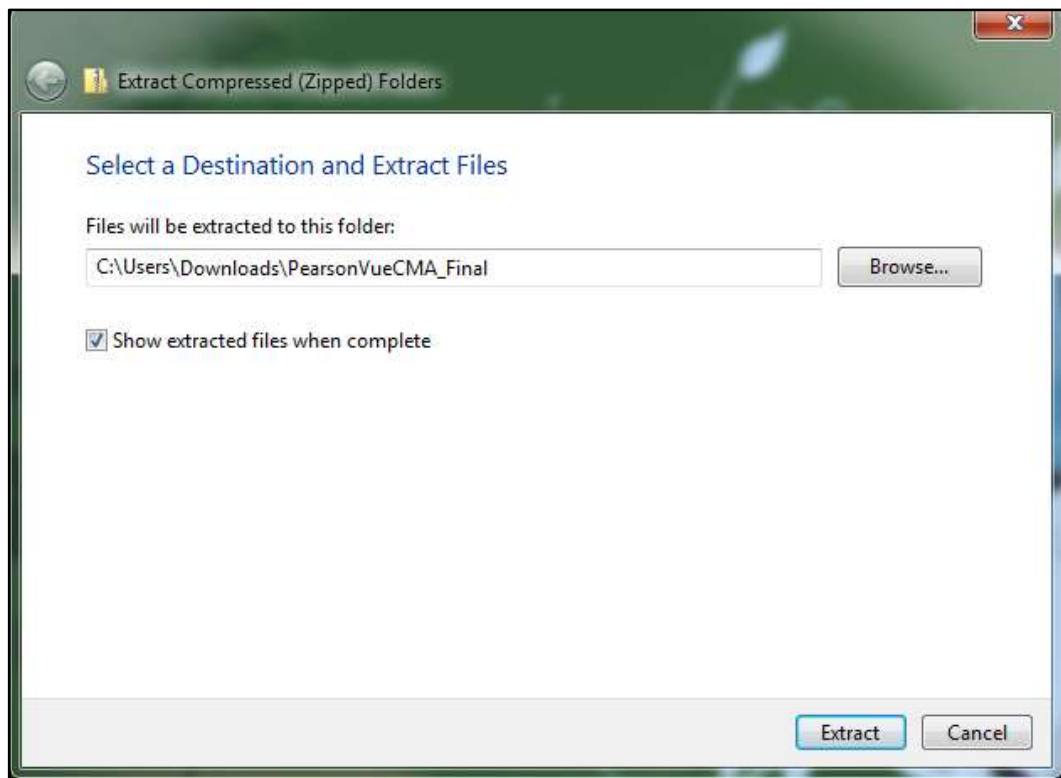 Extract Compressed (Zipped) Folders
Select a Destination and Extract Files
Files will be extracted to this folder:
C:\Users\Downloads\PearsonVueCMA_Final
Browse...
Show extracted files when complete
Extract
Cancel